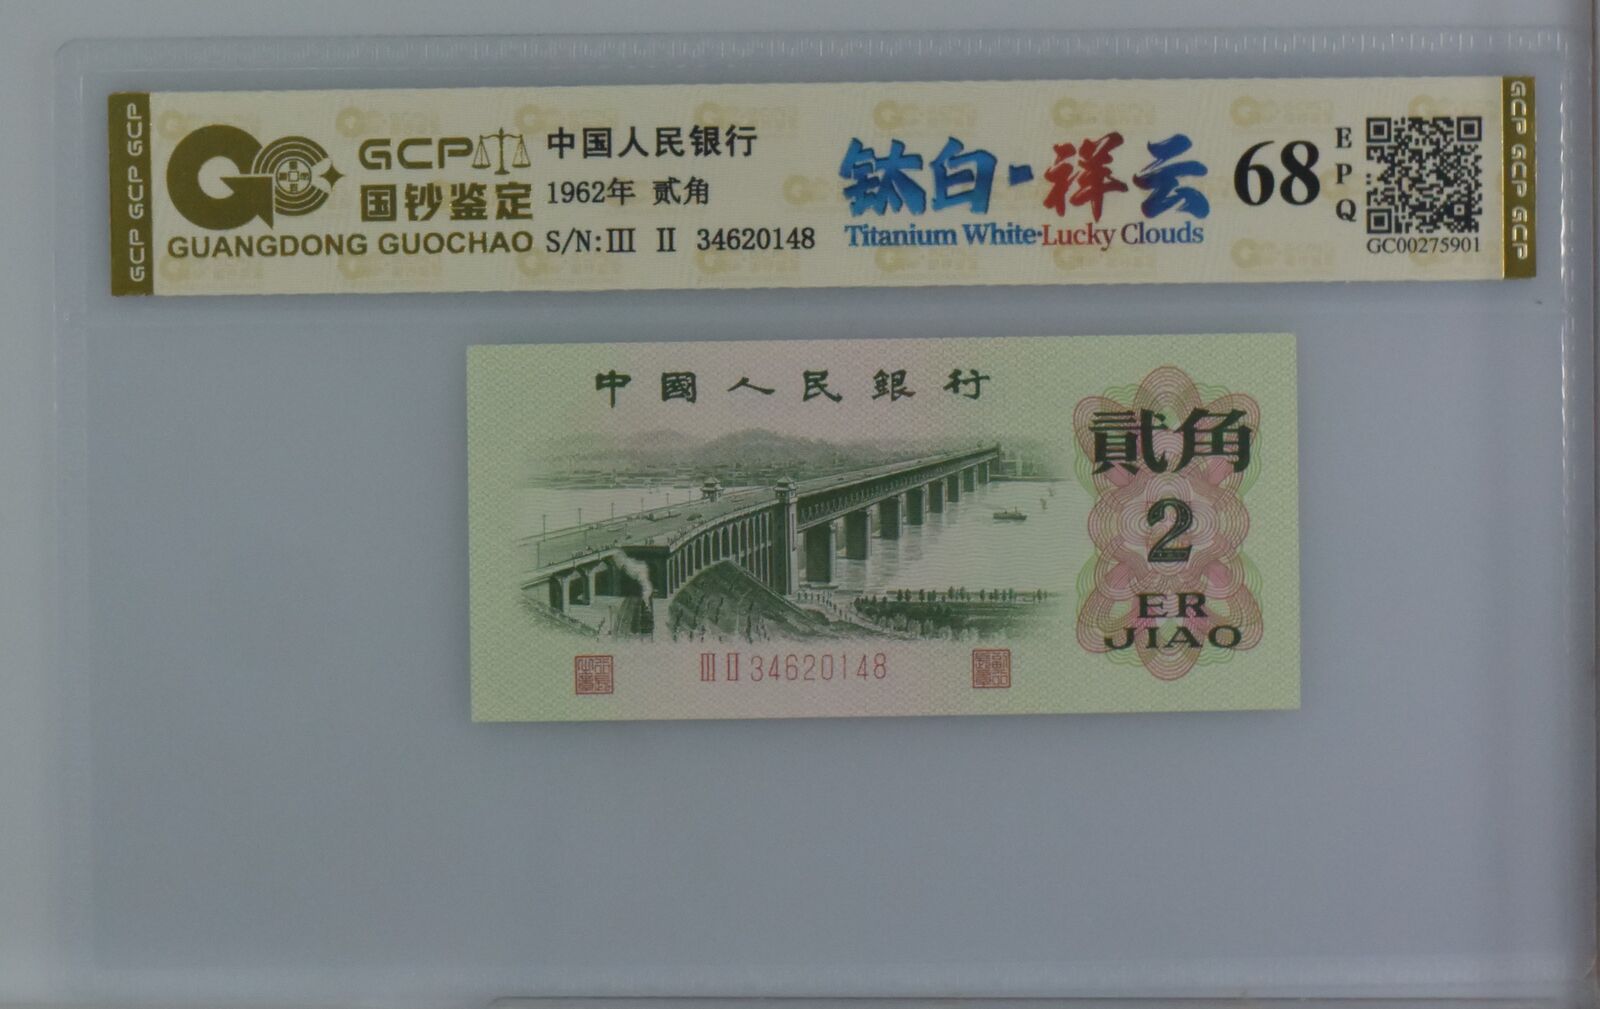 GCP GCP GCP
GCP
国钞鉴定
GUANGDONG GUOCHAO
中国人民银行
1962年 贰角
S/N:III II 34620148
钛白·祥云
Titanium White·Lucky Clouds
68
EPQ
GC00275901
GCP GCP GCP
中國人民銀行
貳角
2
ER
JIAO
III II 34620148